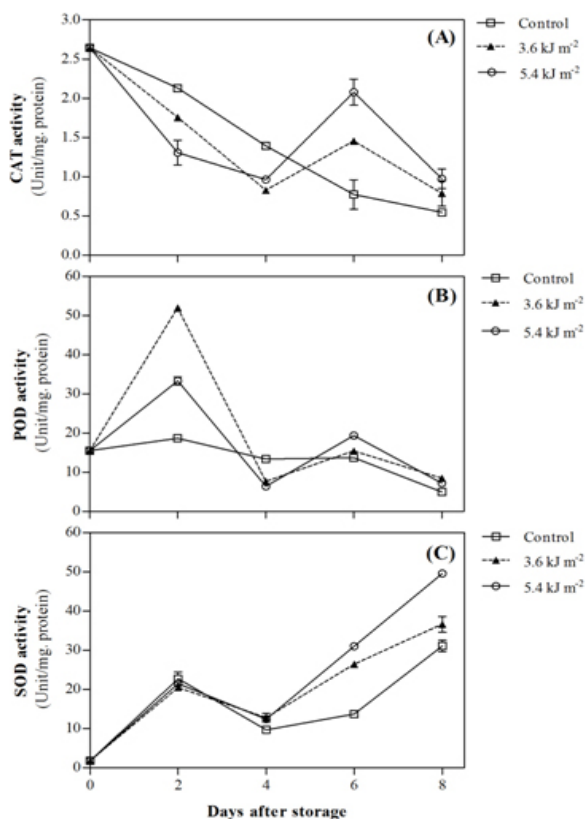 3.0
2.5
2.0
1.5
1.0
0.5
0.0
CAT activity
(Unit/mg. protein)
(A)
Control
3.6 kJ m⁻²
5.4 kJ m⁻²
60
50
40
30
20
10
0
POD activity
(Unit/mg. protein)
(B)
Control
3.6 kJ m⁻²
5.4 kJ m⁻²
60
50
40
30
20
10
0
SOD activity
(Unit/mg. protein)
(C)
Control
3.6 kJ m⁻²
5.4 kJ m⁻²
0 2 4 6 8
Days after storage